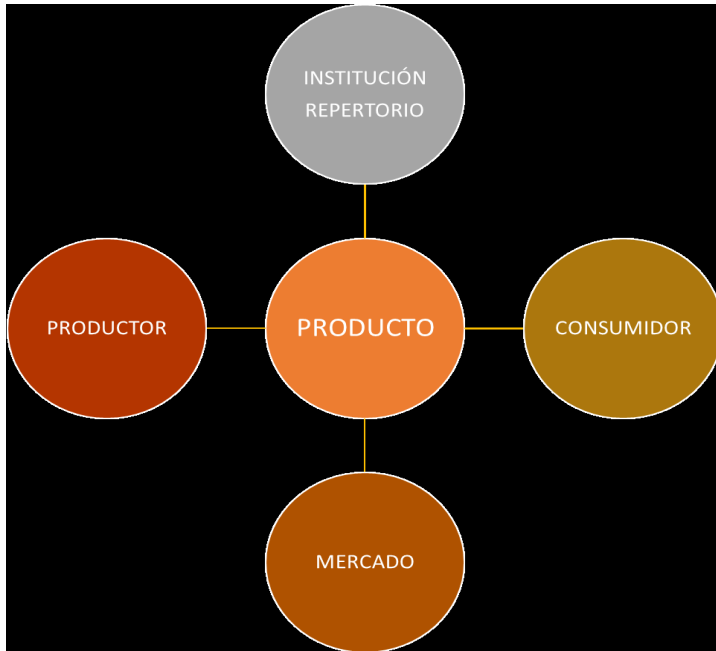 INSTITUCIÓN
REPERTORIO
PRODUCTOR
PRODUCTO
CONSUMIDOR
MERCADO